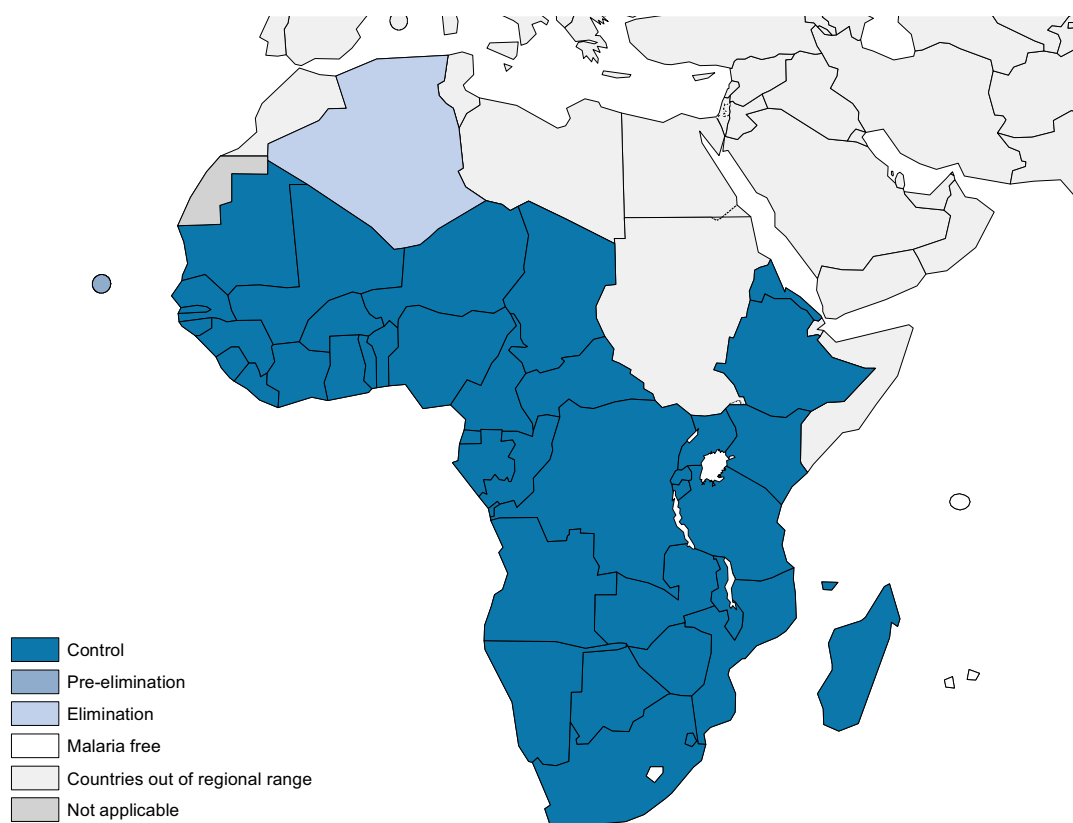 Control
Pre-elimination
Elimination
Malaria free
Countries out of regional range
Not applicable